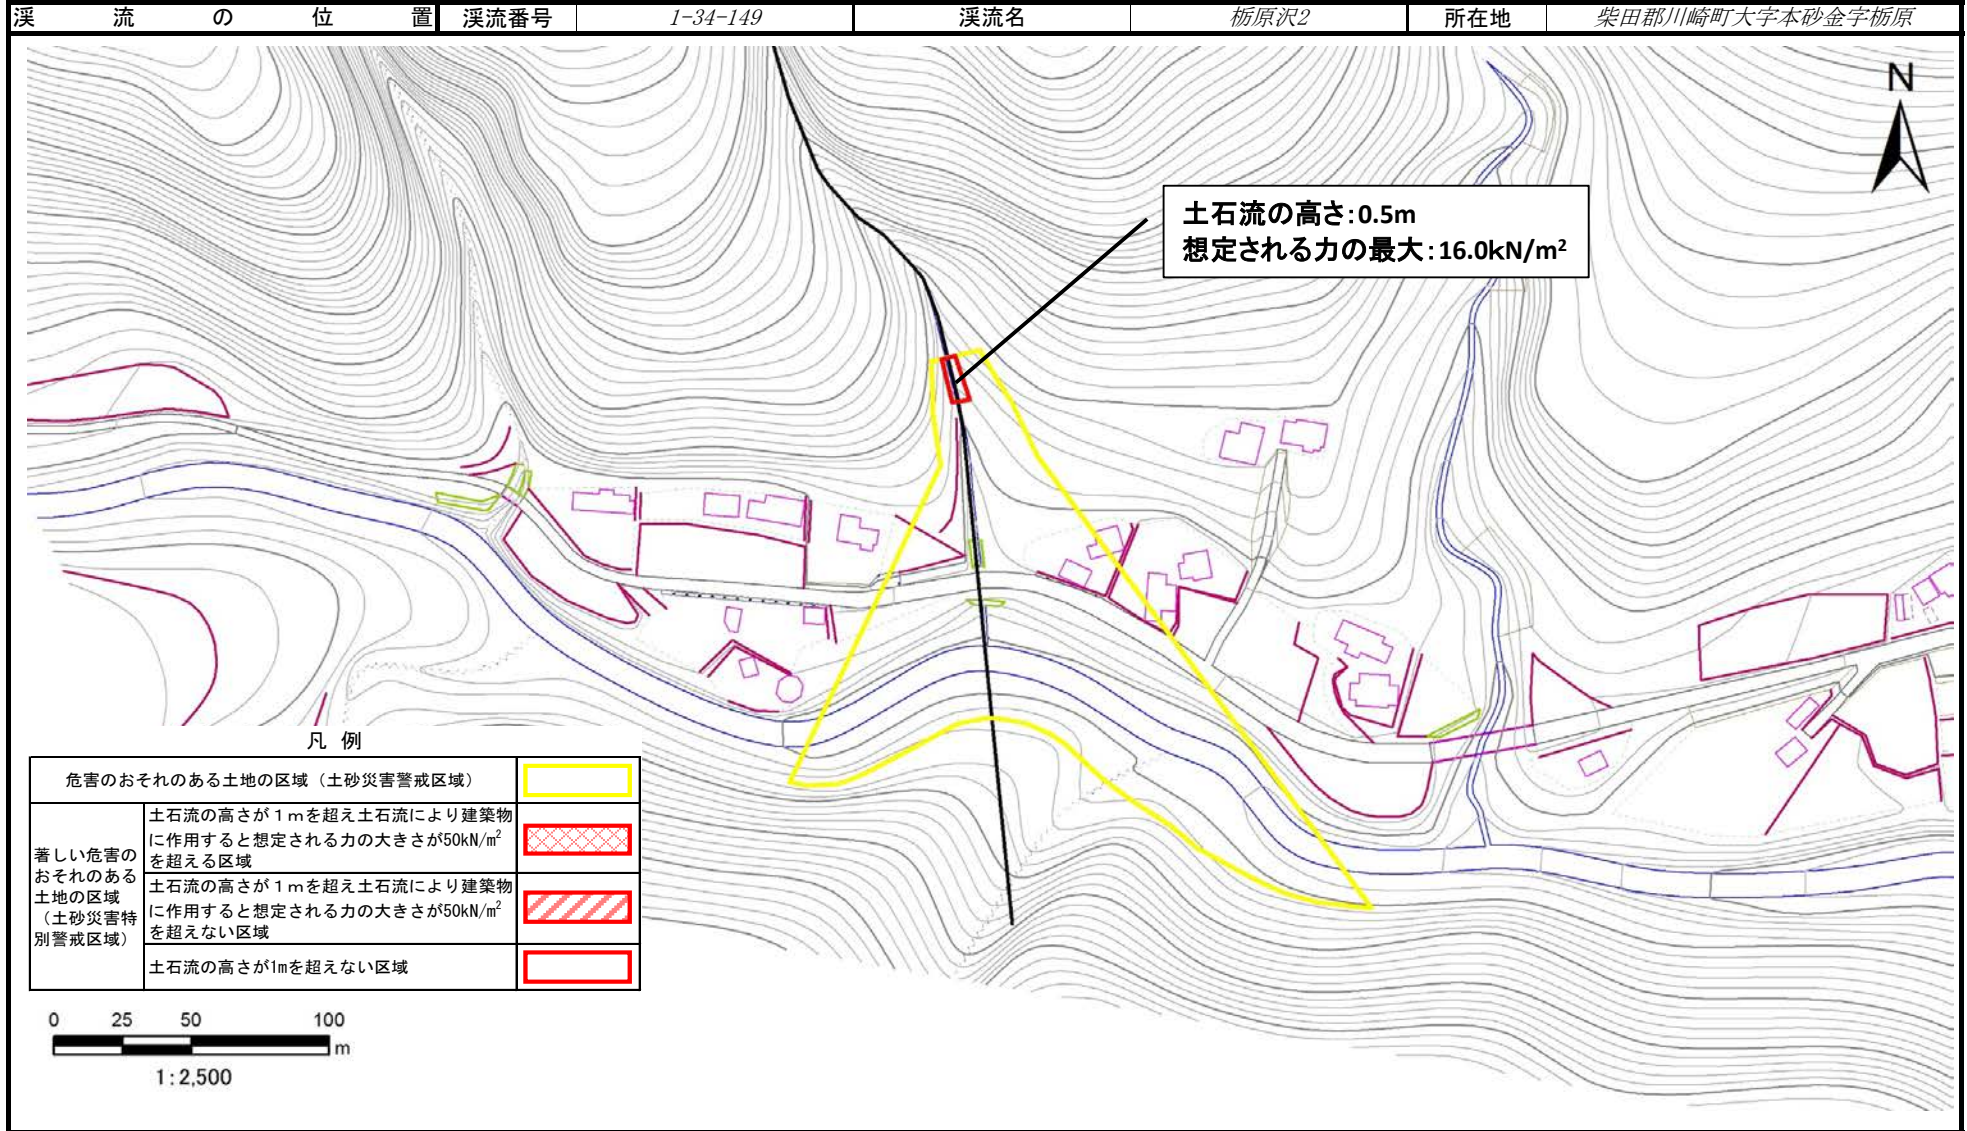 渓流の位置 渓流番号 1-34-149 渓流名 栃原沢2 所在地 柴田郡川崎町大字本砂金字栃原
N
土石流の高さ:0.5m
想定される力の最大:16.0kN/m²
凡 例
危害のおそれのある土地の区域（土砂災害警戒区域）
著しい危害の
おそれのある
土地の区域
（土砂災害特
別警戒区域）
土石流の高さが１ｍを超え土石流により建築物
に作用すると想定される力の大きさが50kN/m²
を超える区域
土石流の高さが１ｍを超え土石流により建築物
に作用すると想定される力の大きさが50kN/m²
を超えない区域
土石流の高さが1mを超えない区域
0 25 50 100
m
1:2,500